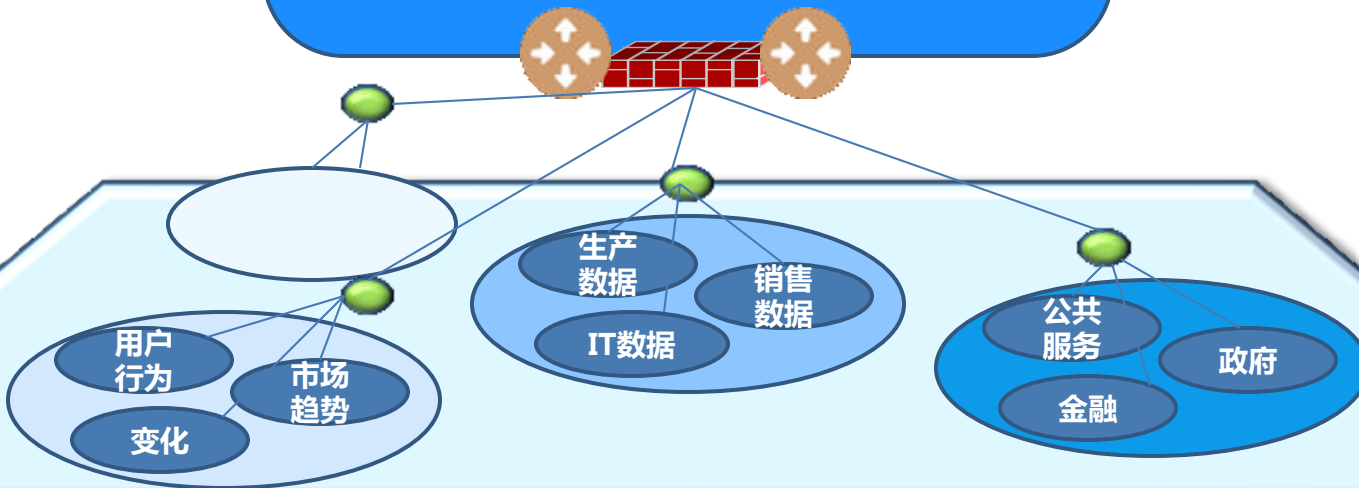 用户
行为
市场
趋势
变化
生产
数据
销售
数据
IT数据
公共
服务
政府
金融